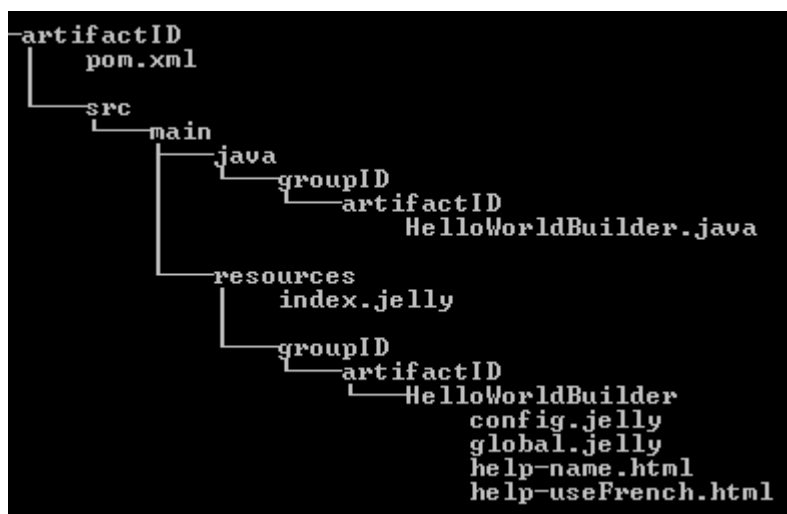 artifactID
pom.xml
src
main
java
groupID
artifactID
HelloWorldBuilder.java
resources
index.jelly
groupID
artifactID
HelloWorldBuilder
config.jelly
global.jelly
help-name.html
help-useFrench.html